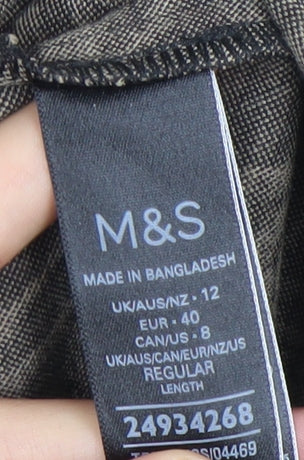 M&S
MADE IN BANGLADESH
UK/AUS/NZ · 12
EUR · 40
CAN/US · 8
UK/AUS/CAN/EUR/NZ/US
REGULAR
LENGTH
24934268